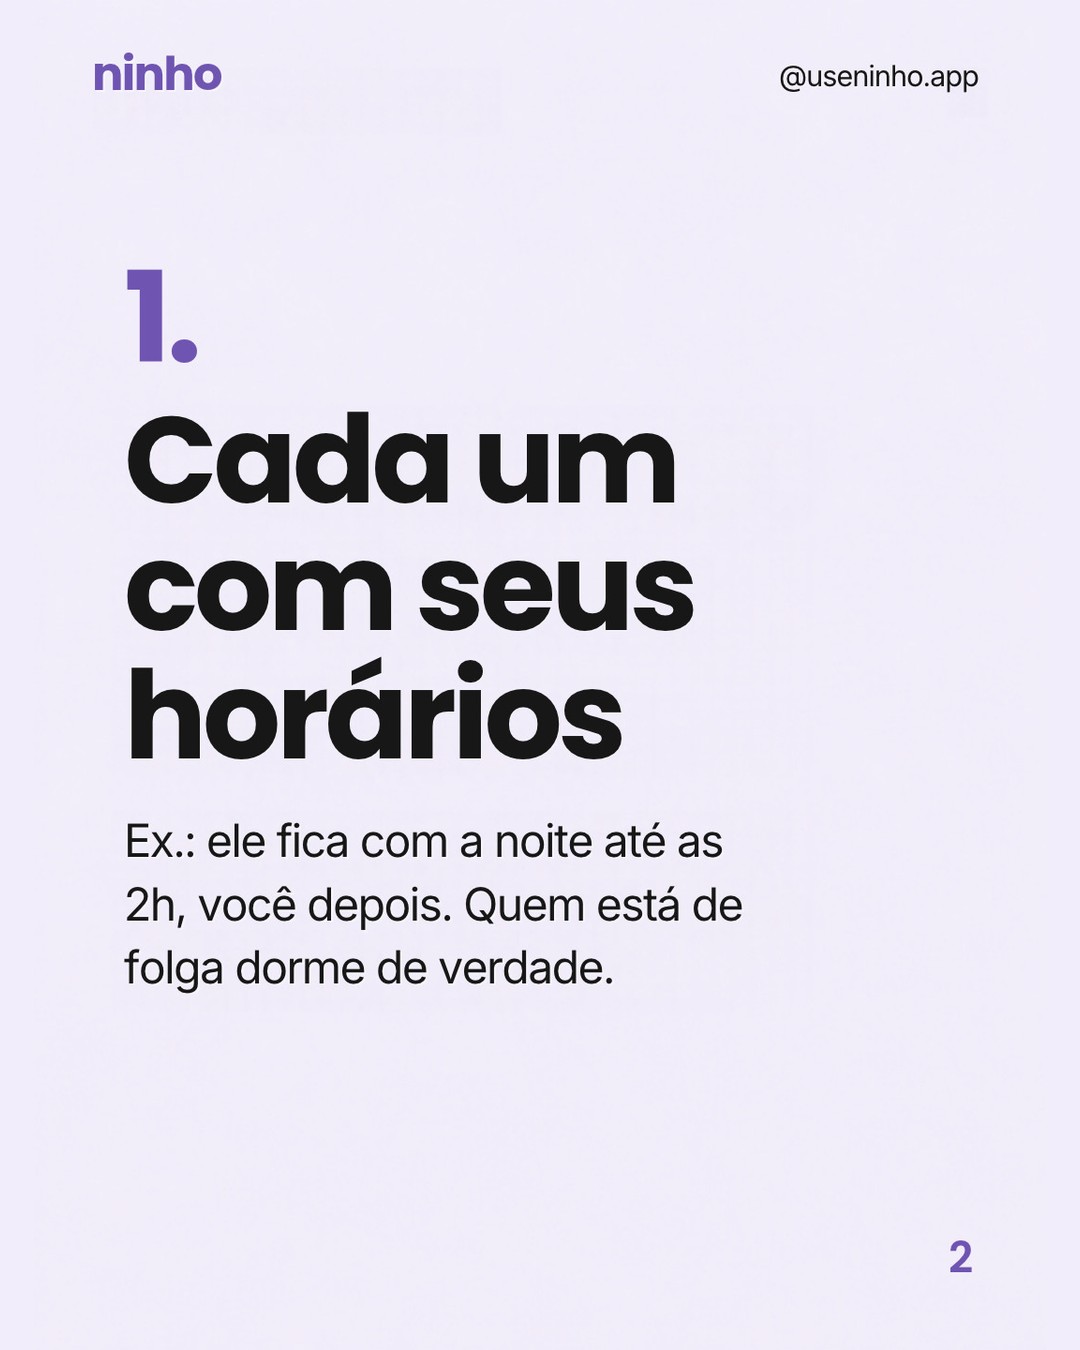 ninho
@useninho.app
1.
Cada um
com seus
horários
Ex.: ele fica com a noite até as
2h, você depois. Quem está de
folga dorme de verdade.
2